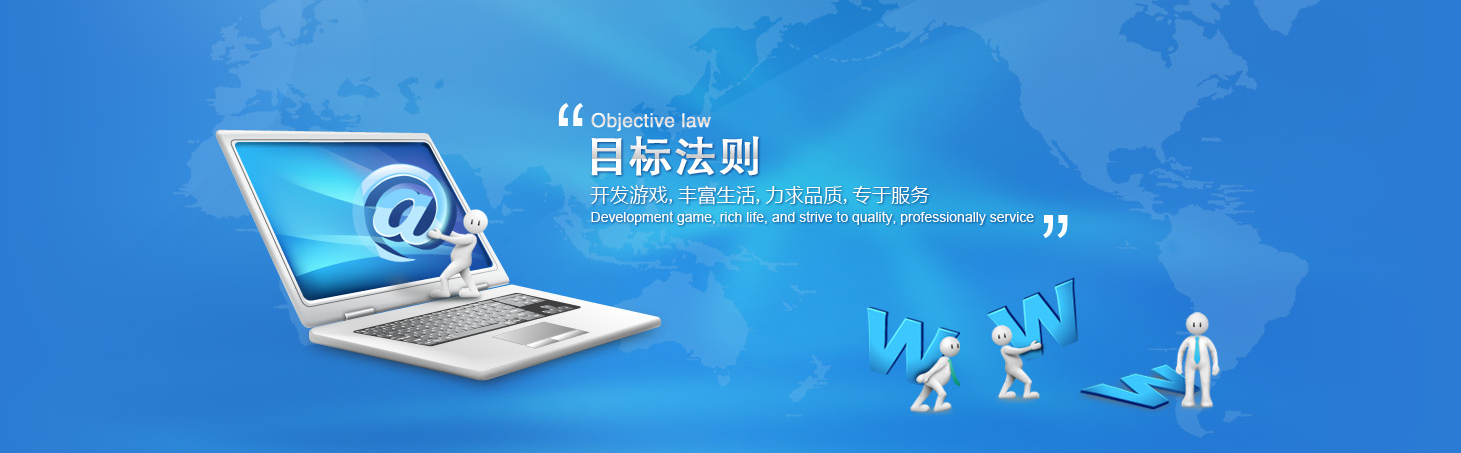 “ Objective law
目标法则
开发游戏, 丰富生活, 力求品质, 专于服务
Development game, rich life, and strive to quality, professionally service ”
@
W W W